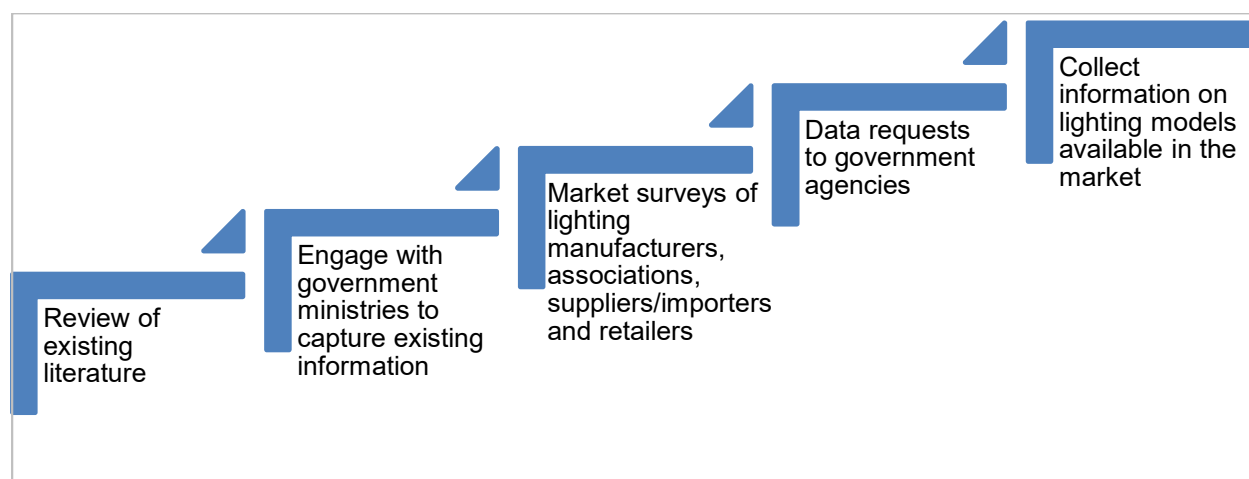 Review of
existing
literature
Engage with
government
ministries to
capture existing
information
Market surveys of
lighting
manufacturers,
associations,
suppliers/importers
and retailers
Data requests
to government
agencies
Collect
information on
lighting models
available in the
market